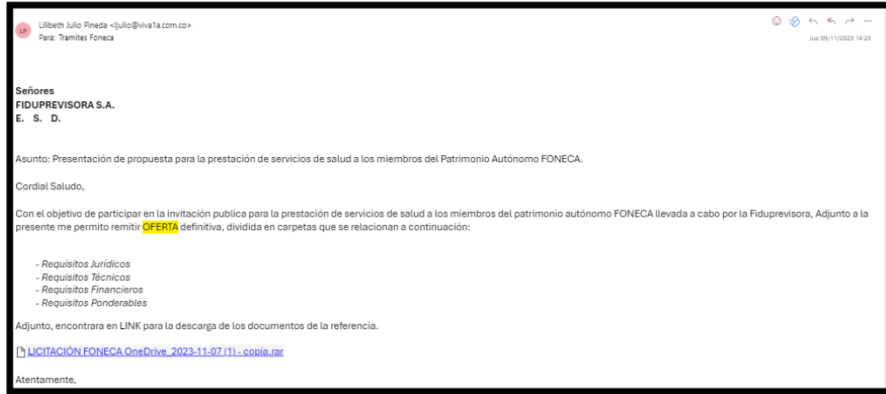 LP
Lilibeth Julio Pineda <ljulio@viva1a.com.co>
Para: Tramites Foneca
Jue 09/11/2023 14:25
Señores
FIDUPREVISORA S.A.
E. S. D.
Asunto: Presentación de propuesta para la prestación de servicios de salud a los miembros del Patrimonio Autónomo FONECA.
Cordial Saludo,
Con el objetivo de participar en la invitación publica para la prestación de servicios de salud a los miembros del patrimonio autónomo FONECA llevada a cabo por la Fiduprevisora, Adjunto a la
presente me permito remitir OFERTA definitiva, dividida en carpetas que se relacionan a continuación:
- Requisitos Jurídicos
- Requisitos Técnicos
- Requisitos Financieros
- Requisitos Ponderables
Adjunto, encontrara en LINK para la descarga de los documentos de la referencia.
LICITACIÓN FONECA OneDrive_2023-11-07 (1) - copia.rar
Atentamente,